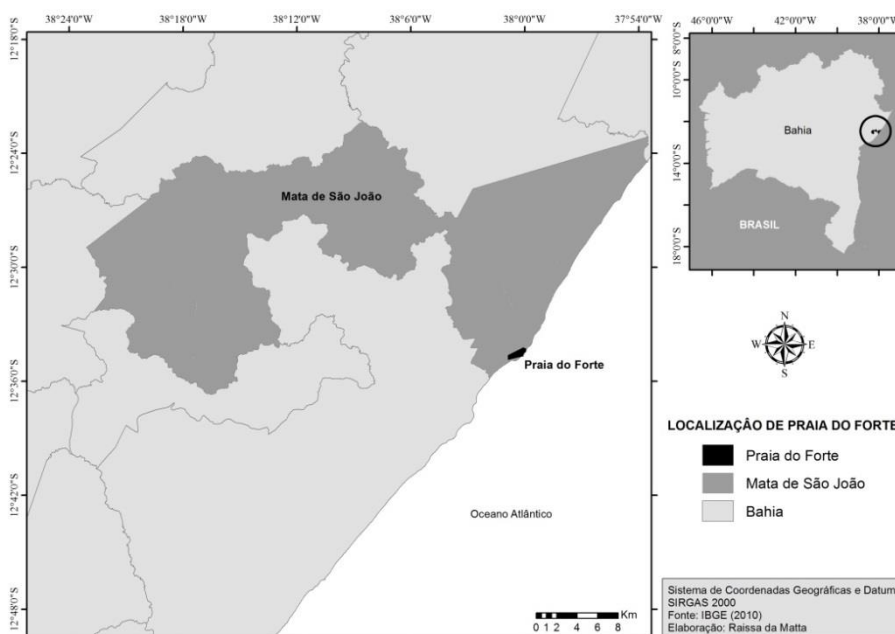 38°24'0"W 38°18'0"W 38°12'0"W 38°6'0"W 38°0'0"W 37°54'0"W
12°18'0"S
12°24'0"S
12°30'0"S
12°36'0"S
12°42'0"S
12°48'0"S
Mata de São João
Praia do Forte
Oceano Atlântico
0 1 2 4 6 8 Km
46°0'0"W 42°0'0"W 38°0'0"W
8°0'0"S
10°0'0"S
14°0'0"S
18°0'0"S
Bahia
BRASIL
N
W E
S
LOCALIZAÇÂO DE PRAIA DO FORTE
Praia do Forte
Mata de São João
Bahia
Sistema de Coordenadas Geográficas e Datum
SIRGAS 2000
Fonte: IBGE (2010)
Elaboração: Raissa da Matta